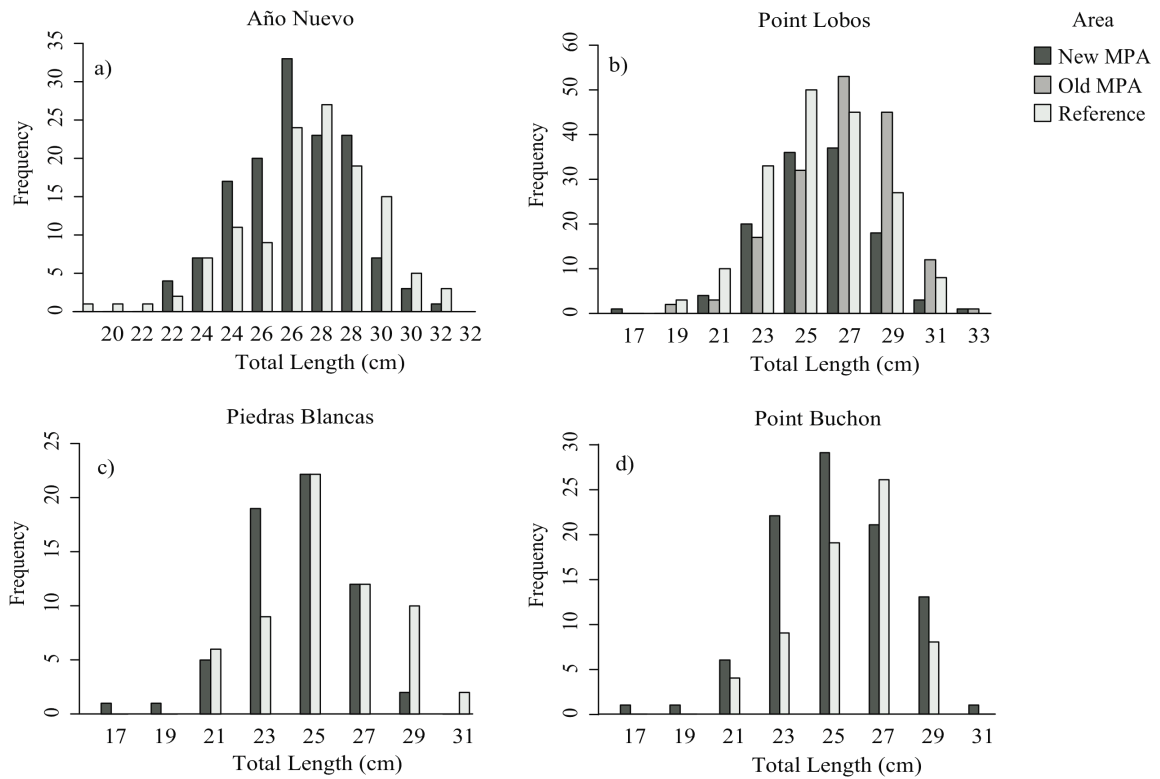 Año Nuevo
a)
Frequency
0 5 10 15 20 25 30 35
20 22 22 24 24 26 26 28 28 30 30 32 32
Total Length (cm)
Point Lobos
b)
Frequency
0 10 20 30 40 50 60
17 19 21 23 25 27 29 31 33
Total Length (cm)
Area
New MPA
Old MPA
Reference
Piedras Blancas
c)
Frequency
0 5 10 15 20 25
17 19 21 23 25 27 29 31
Total Length (cm)
Point Buchon
d)
Frequency
0 5 10 15 20 25 30
17 19 21 23 25 27 29 31
Total Length (cm)